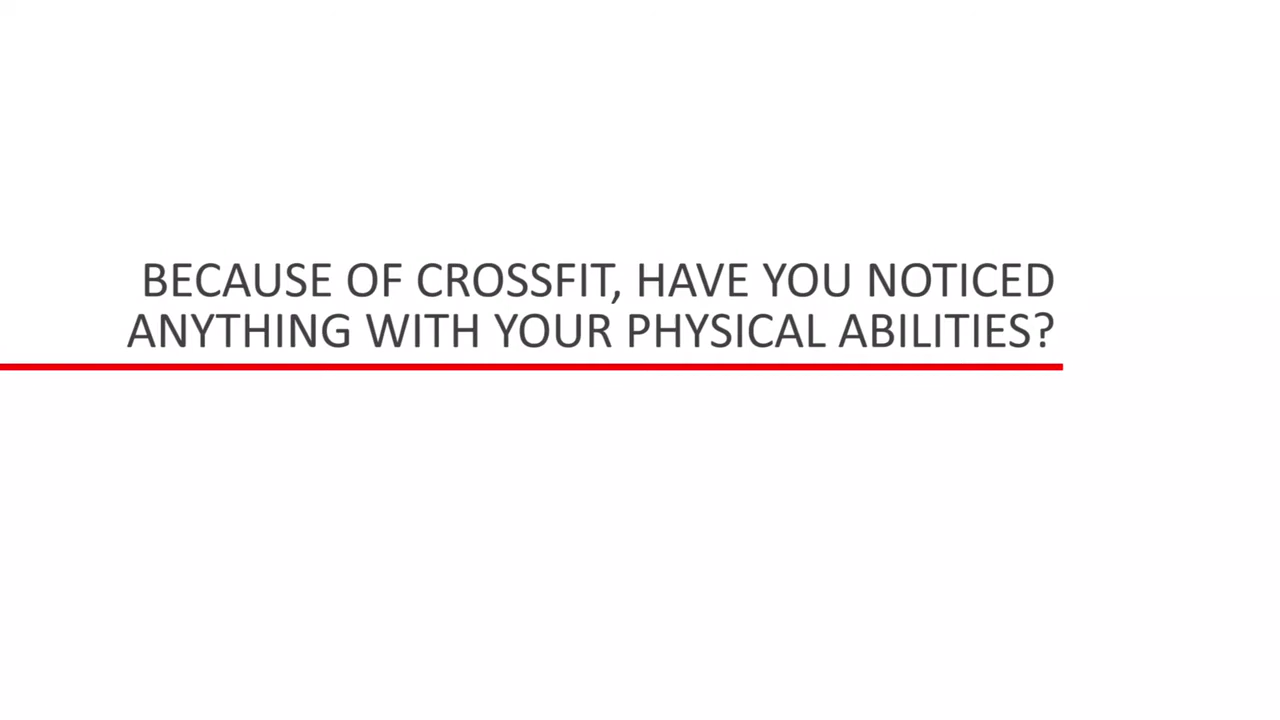 BECAUSE OF CROSSFIT, HAVE YOU NOTICED
ANYTHING WITH YOUR PHYSICAL ABILITIES?